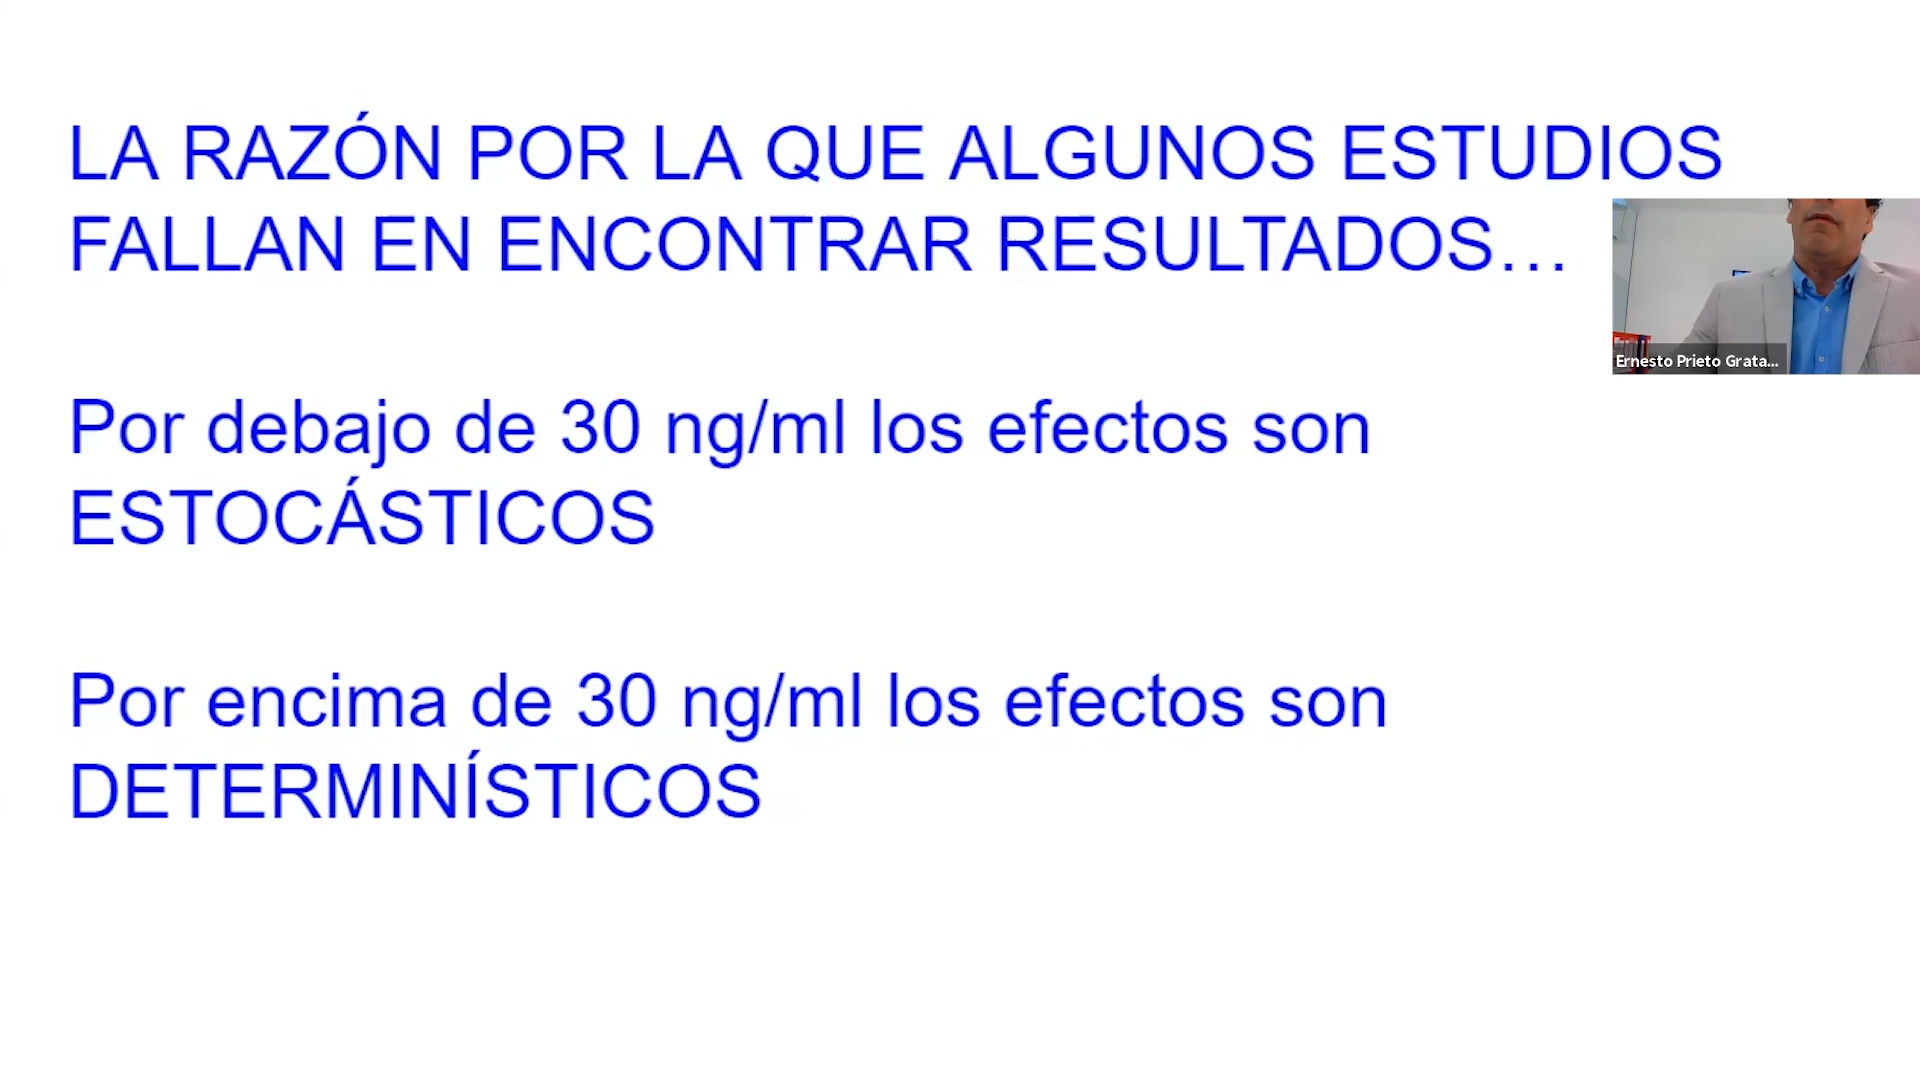 LA RAZÓN POR LA QUE ALGUNOS ESTUDIOS
FALLAN EN ENCONTRAR RESULTADOS…
Ernesto Prieto Grata...
Por debajo de 30 ng/ml los efectos son
ESTOCÁSTICOS
Por encima de 30 ng/ml los efectos son
DETERMINÍSTICOS